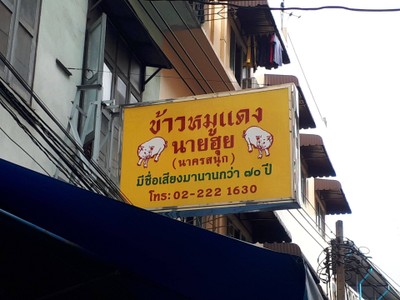 ข้าวหมูแดง
นายฮุย
(นาครสนุก)
มีชื่อเสียงมานานกว่า ๗๐ ปี
โทร: 02-222 1630